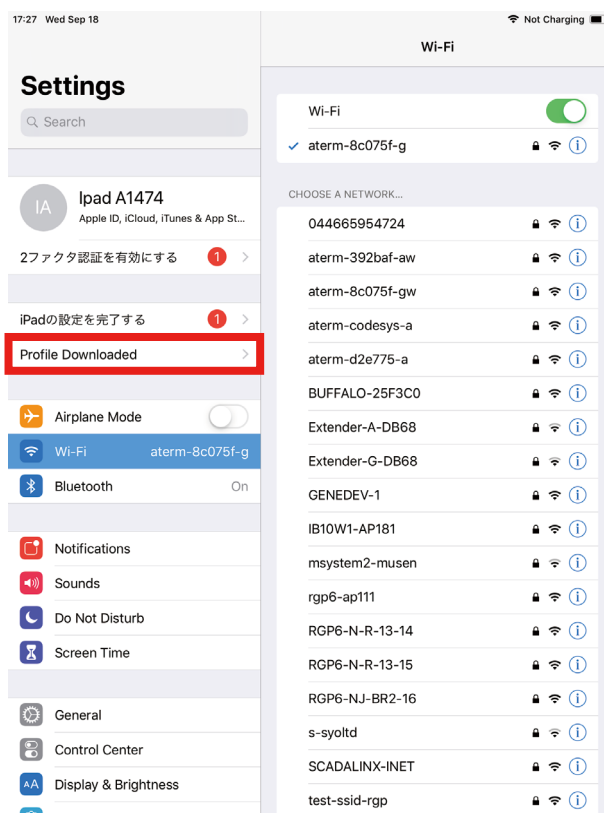 17:27 Wed Sep 18
Not Charging
Settings
Search
IA
Ipad A1474
Apple ID, iCloud, iTunes & App St...
2ファクタ認証を有効にする 1
iPadの設定を完了する 1
Profile Downloaded
Airplane Mode
Wi-Fi aterm-8c075f-g
Bluetooth On
Notifications
Sounds
Do Not Disturb
Screen Time
General
Control Center
AA Display & Brightness
Wi-Fi
Wi-Fi
aterm-8c075f-g
CHOOSE A NETWORK...
044665954724
aterm-392baf-aw
aterm-8c075f-gw
aterm-codesys-a
aterm-d2e775-a
BUFFALO-25F3C0
Extender-A-DB68
Extender-G-DB68
GENEDEV-1
IB10W1-AP181
msystem2-musen
rgp6-ap111
RGP6-N-R-13-14
RGP6-N-R-13-15
RGP6-NJ-BR2-16
s-syoltd
SCADALINX-INET
test-ssid-rgp